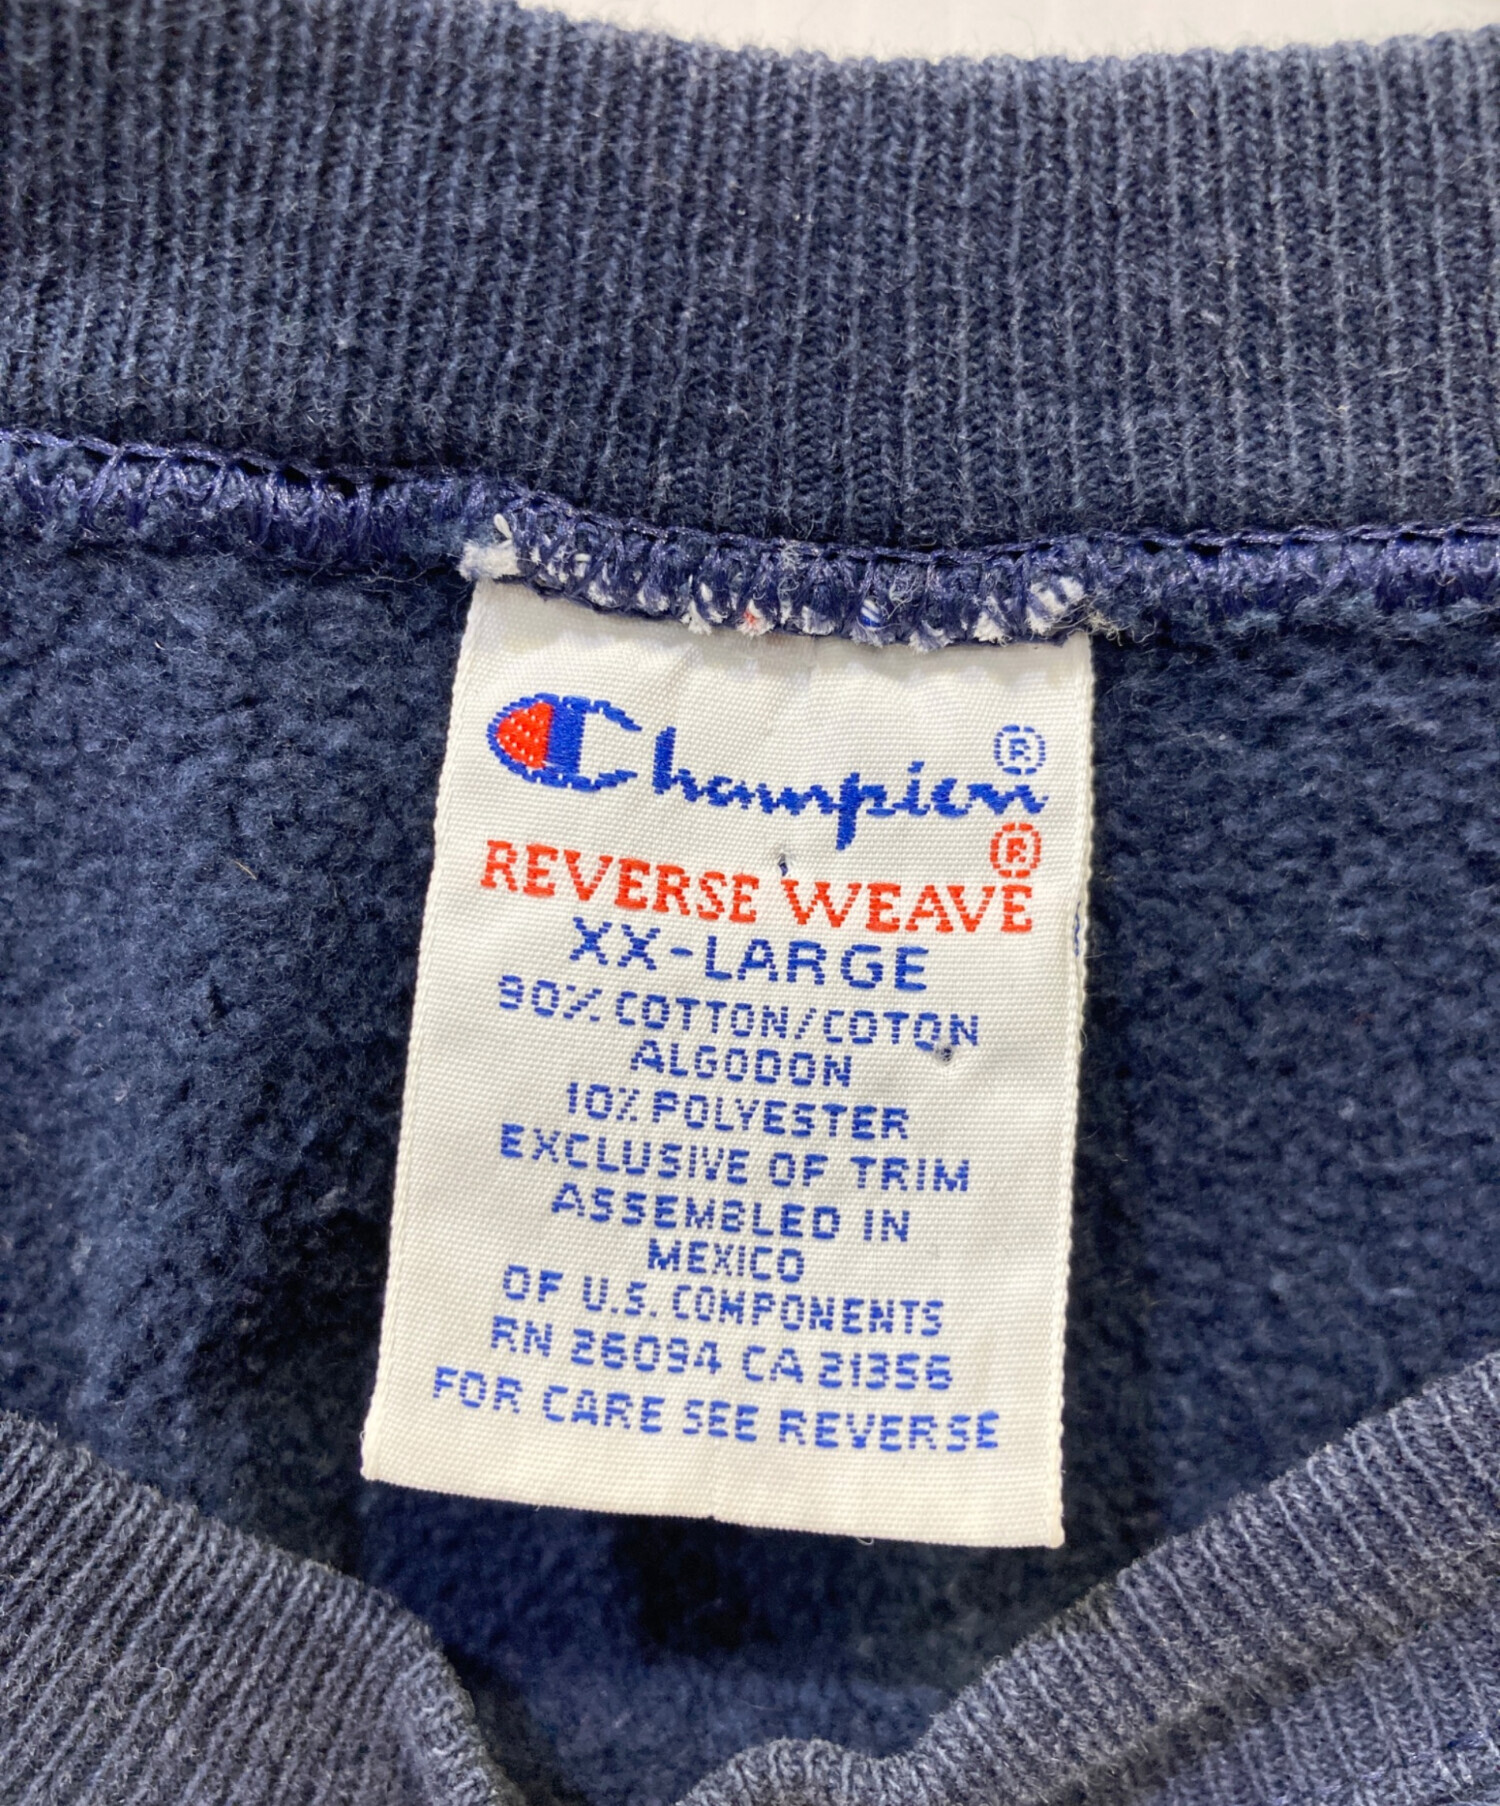 Champion®
REVERSE WEAVE®
XX-LARGE
90% COTTON/COTON
ALGODON
10% POLYESTER
EXCLUSIVE OF TRIM
ASSEMBLED IN
MEXICO
OF U.S. COMPONENTS
RN 26094 CA 21356
FOR CARE SEE REVERSE